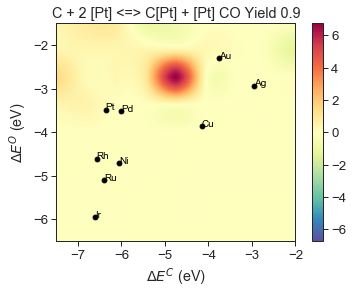 C + 2 [Pt] <=> C[Pt] + [Pt] CO Yield 0.9
−2
−3
−4
−5
−6
ΔE^O (eV)
Au
Ag
Pt
Pd
Cu
Rh
Ni
Ru
Ir
−7
−6
−5
−4
−3
−2
ΔE^C (eV)
6
4
2
0
−2
−4
−6